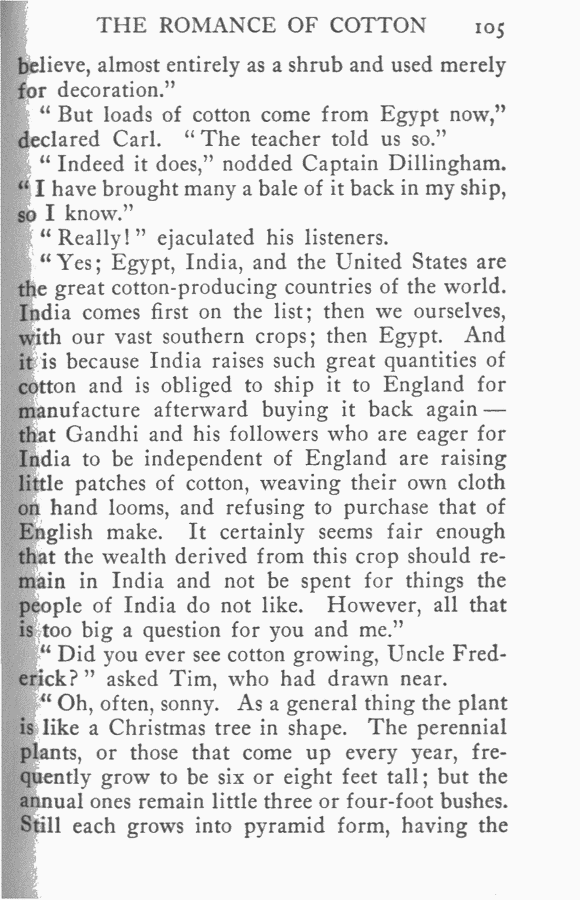 THE ROMANCE OF COTTON 105
believe, almost entirely as a shrub and used merely
for decoration.”
“ But loads of cotton come from Egypt now,”
declared Carl. “ The teacher told us so.”
“ Indeed it does,” nodded Captain Dillingham.
“ I have brought many a bale of it back in my ship,
so I know.”
“ Really! ” ejaculated his listeners.
“ Yes; Egypt, India, and the United States are
the great cotton-producing countries of the world.
India comes first on the list; then we ourselves,
with our vast southern crops; then Egypt. And
it is because India raises such great quantities of
cotton and is obliged to ship it to England for
manufacture afterward buying it back again —
that Gandhi and his followers who are eager for
India to be independent of England are raising
little patches of cotton, weaving their own cloth
on hand looms, and refusing to purchase that of
English make. It certainly seems fair enough
that the wealth derived from this crop should re-
main in India and not be spent for things the
people of India do not like. However, all that
is too big a question for you and me.”
“ Did you ever see cotton growing, Uncle Fred-
erick? ” asked Tim, who had drawn near.
“ Oh, often, sonny. As a general thing the plant
is like a Christmas tree in shape. The perennial
plants, or those that come up every year, fre-
quently grow to be six or eight feet tall; but the
annual ones remain little three or four-foot bushes.
Still each grows into pyramid form, having the